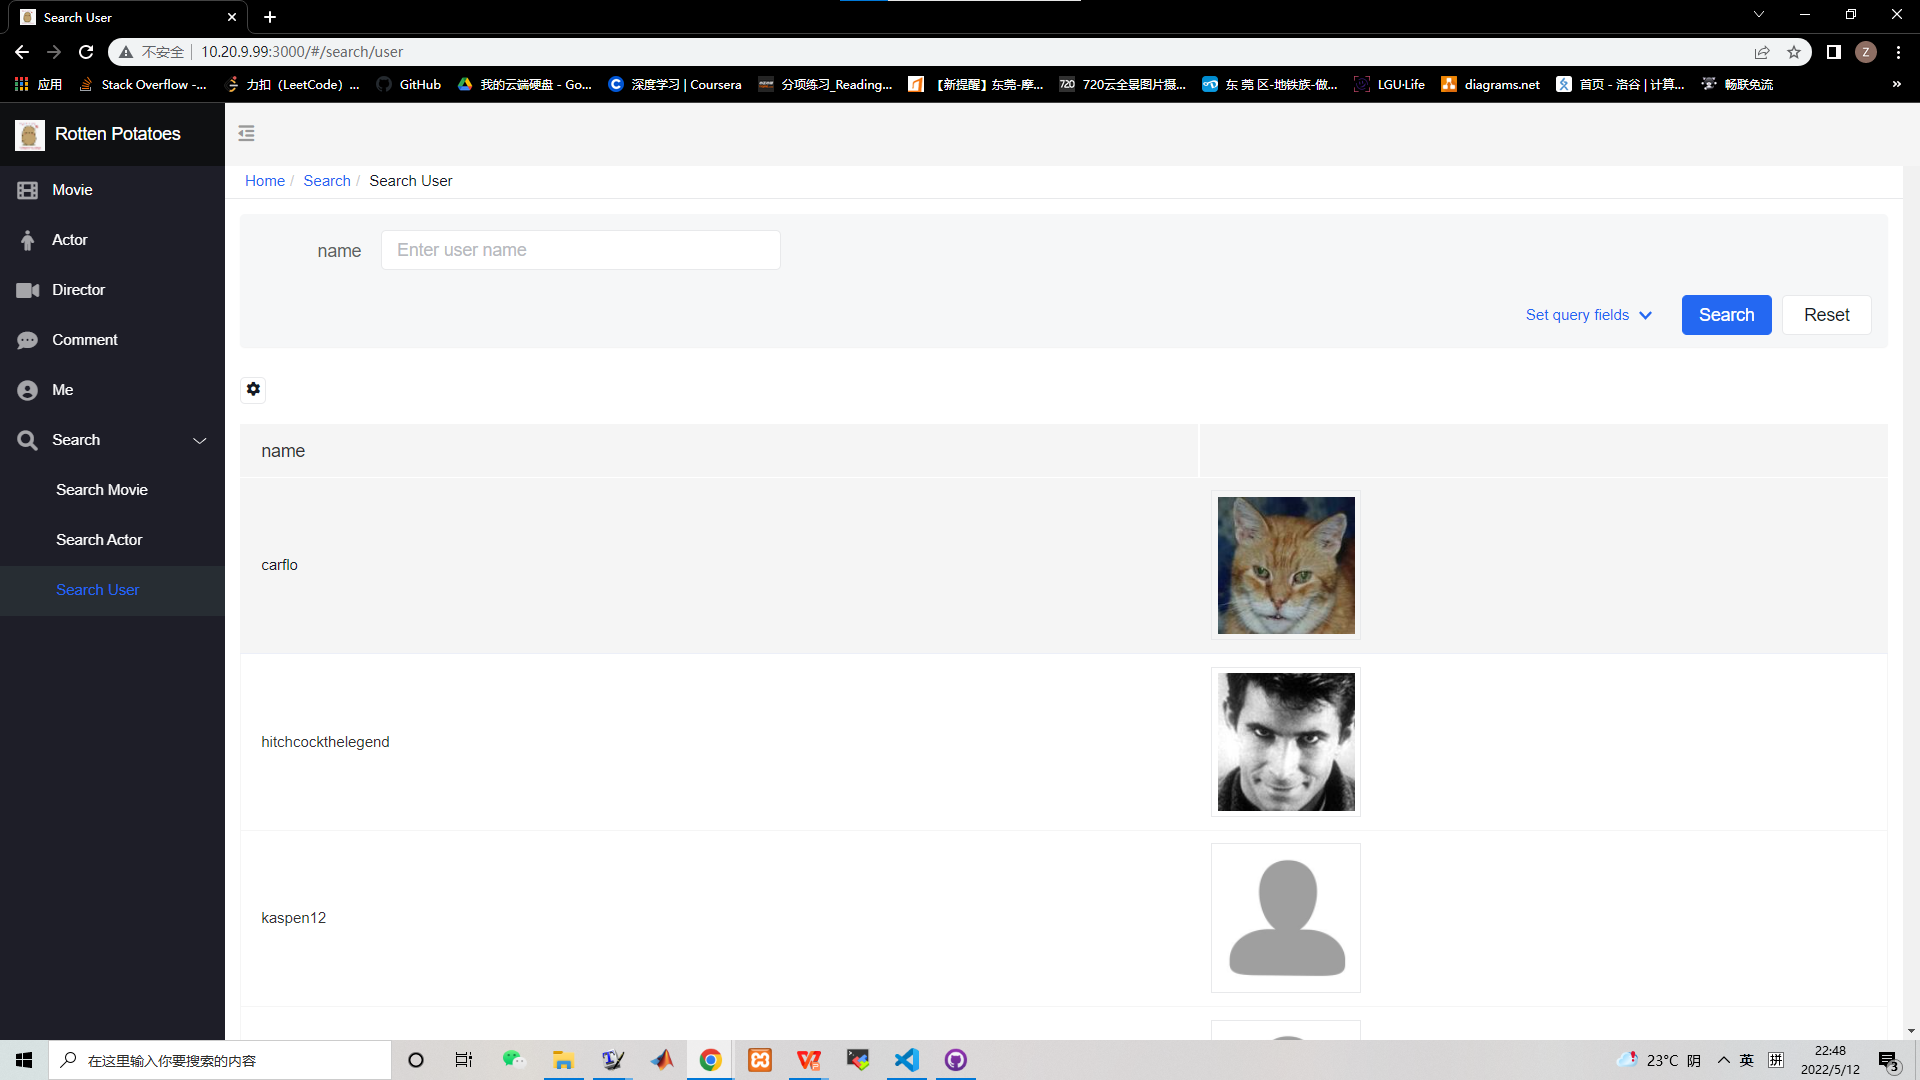 Search User
不安全
10.20.9.99:3000/#/search/user
Z
应用
Stack Overflow -...
力扣（LeetCode）...
GitHub
我的云端硬盘 - Go...
深度学习 | Coursera
分项练习_Reading...
【新提醒】东莞-摩...
720
720云全景图片摄...
东 莞 区-地铁族-做...
LGU·Life
diagrams.net
首页 - 洛谷 | 计算...
畅联免流
»
Rotten Potatoes
Movie
Actor
Director
Comment
Me
Search
Search Movie
Search Actor
Search User
Home / Search / Search User
name
Enter user name
Set query fields
Search
Reset
name
carflo
hitchcockthelegend
kaspen12
在这里输入你要搜索的内容
23°C 阴
英
拼
22:48
2022/5/12
3